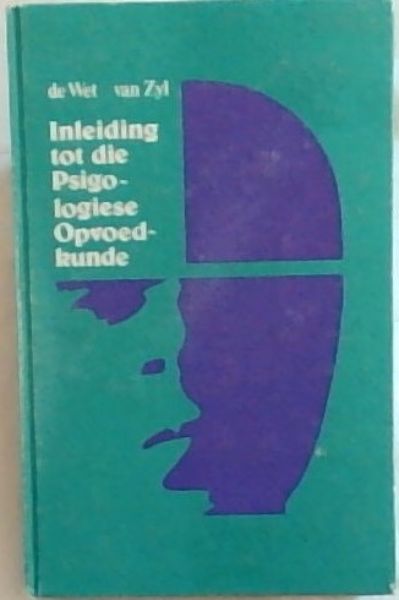 de Wet van Zyl
Inleiding
tot die
Psigo-
logiese
Opvoed-
kunde